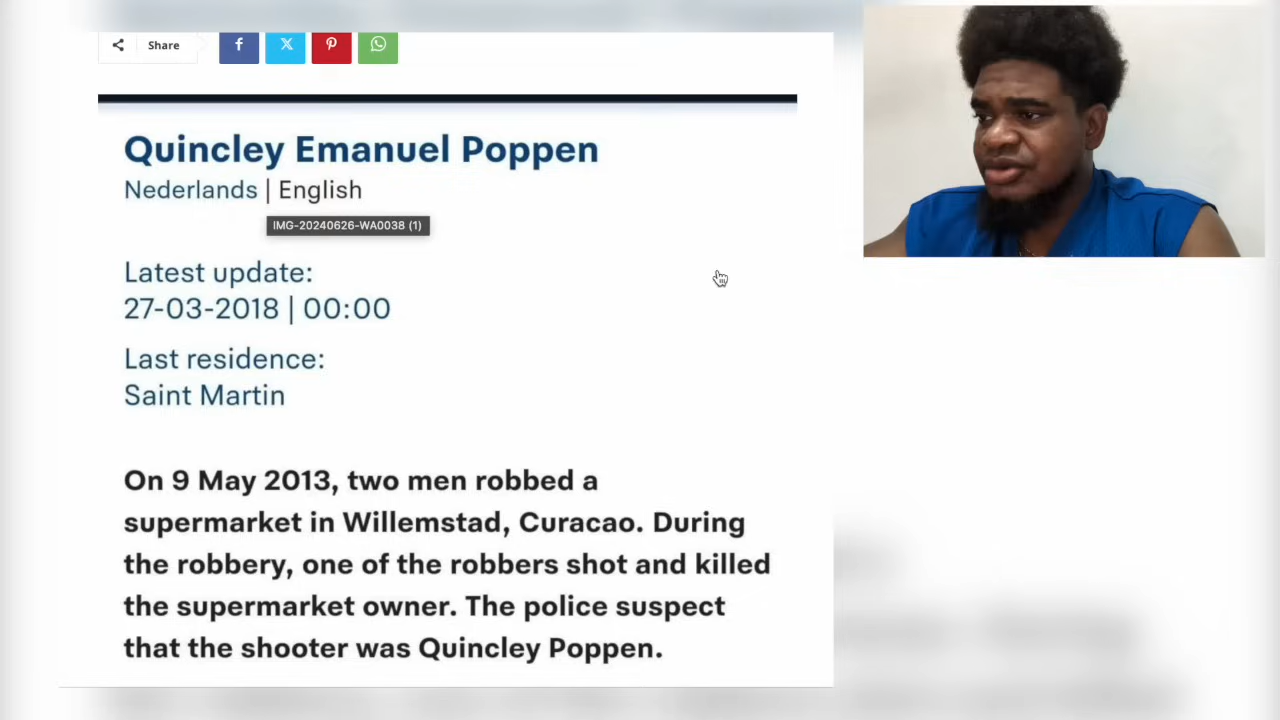 Share
Quincley Emanuel Poppen
Nederlands | English
IMG-20240626-WA0038 (1)
Latest update:
27-03-2018 | 00:00
Last residence:
Saint Martin
On 9 May 2013, two men robbed a
supermarket in Willemstad, Curacao. During
the robbery, one of the robbers shot and killed
the supermarket owner. The police suspect
that the shooter was Quincley Poppen.